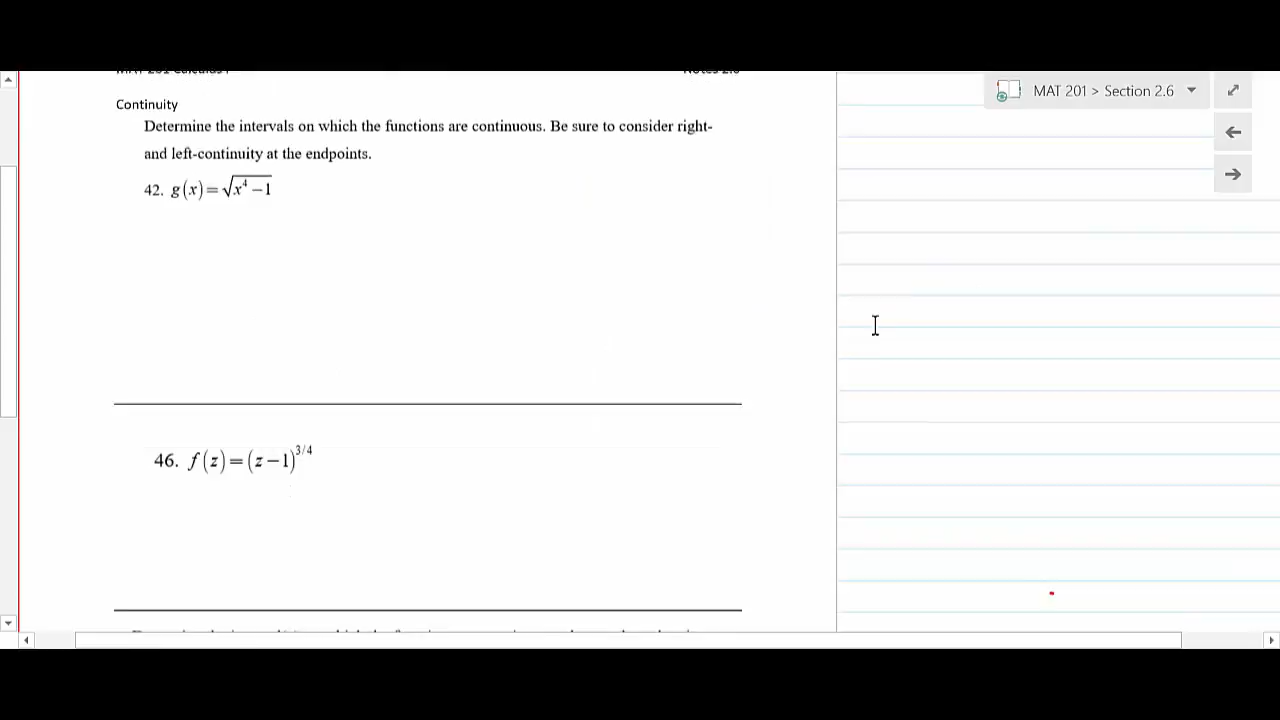 MAT 201 > Section 2.6
Continuity
Determine the intervals on which the functions are continuous. Be sure to consider right-
and left-continuity at the endpoints.
42. g(x)=√(x⁴−1)
46. f(z)=(z−1)^{3/4}